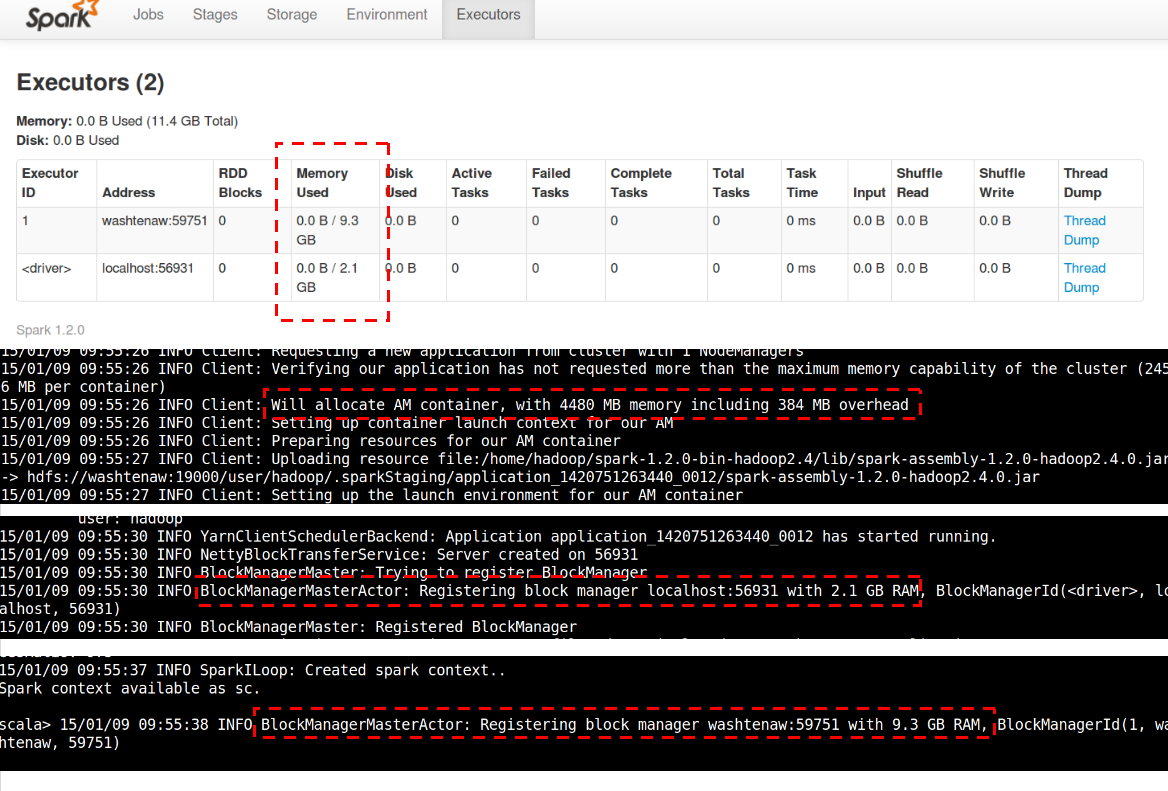 Spark Jobs Stages Storage Environment Executors
Executors (2)
Memory: 0.0 B Used (11.4 GB Total)
Disk: 0.0 B Used
Executor ID Address RDD Blocks Memory Used Disk Used Active Tasks Failed Tasks Complete Tasks Total Tasks Task Time Input Shuffle Read Shuffle Write Thread Dump
1 washtenaw:59751 0 0.0 B / 9.3 GB 0.0 B 0 0 0 0 0 ms 0.0 B 0.0 B 0.0 B Thread Dump
<driver> localhost:56931 0 0.0 B / 2.1 GB 0.0 B 0 0 0 0 0 ms 0.0 B 0.0 B 0.0 B Thread Dump
Spark 1.2.0
15/01/09 09:55:26 INFO Client: Requesting a new application from cluster with 1 NodeManagers
15/01/09 09:55:26 INFO Client: Verifying our application has not requested more than the maximum memory capability of the cluster (245
6 MB per container)
15/01/09 09:55:26 INFO Client: Will allocate AM container, with 4480 MB memory including 384 MB overhead
15/01/09 09:55:26 INFO Client: Setting up container launch context for our AM
15/01/09 09:55:26 INFO Client: Preparing resources for our AM container
15/01/09 09:55:27 INFO Client: Uploading resource file:/home/hadoop/spark-1.2.0-bin-hadoop2.4/lib/spark-assembly-1.2.0-hadoop2.4.0.jar
-> hdfs://washtenaw:19000/user/hadoop/.sparkStaging/application_1420751263440_0012/spark-assembly-1.2.0-hadoop2.4.0.jar
15/01/09 09:55:27 INFO Client: Setting up the launch environment for our AM container
user: hadoop
15/01/09 09:55:30 INFO YarnClientSchedulerBackend: Application application_1420751263440_0012 has started running.
15/01/09 09:55:30 INFO NettyBlockTransferService: Server created on 56931
15/01/09 09:55:30 INFO BlockManagerMaster: Trying to register BlockManager
15/01/09 09:55:30 INFO BlockManagerMasterActor: Registering block manager localhost:56931 with 2.1 GB RAM, BlockManagerId(<driver>, lo
alhost, 56931)
15/01/09 09:55:30 INFO BlockManagerMaster: Registered BlockManager
15/01/09 09:55:37 INFO SparkILoop: Created spark context..
Spark context available as sc.
scala> 15/01/09 09:55:38 INFO BlockManagerMasterActor: Registering block manager washtenaw:59751 with 9.3 GB RAM, BlockManagerId(1, wa
htenaw, 59751)